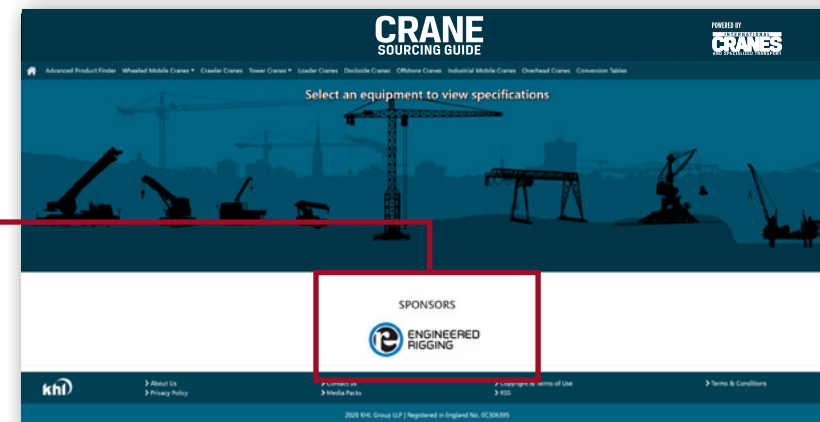 CRANE
SOURCING GUIDE
POWERED BY
INTERNATIONAL
CRANES
AND SPECIALIZED TRANSPORT
Advanced Product Finder Wheeled Mobile Cranes Crawler Cranes Tower Cranes Loader Cranes Dockside Cranes Offshore Cranes Industrial Mobile Cranes Overhead Cranes Conversion Tables
Select an equipment to view specifications
SPONSORS
e ENGINEERED
RIGGING
khl
About Us
Privacy Policy
Contact Us
Media Packs
Copyright & Terms of Use
RSS
Terms & Conditions
2020 KHL Group LLP | Registered in England No. 0C306395